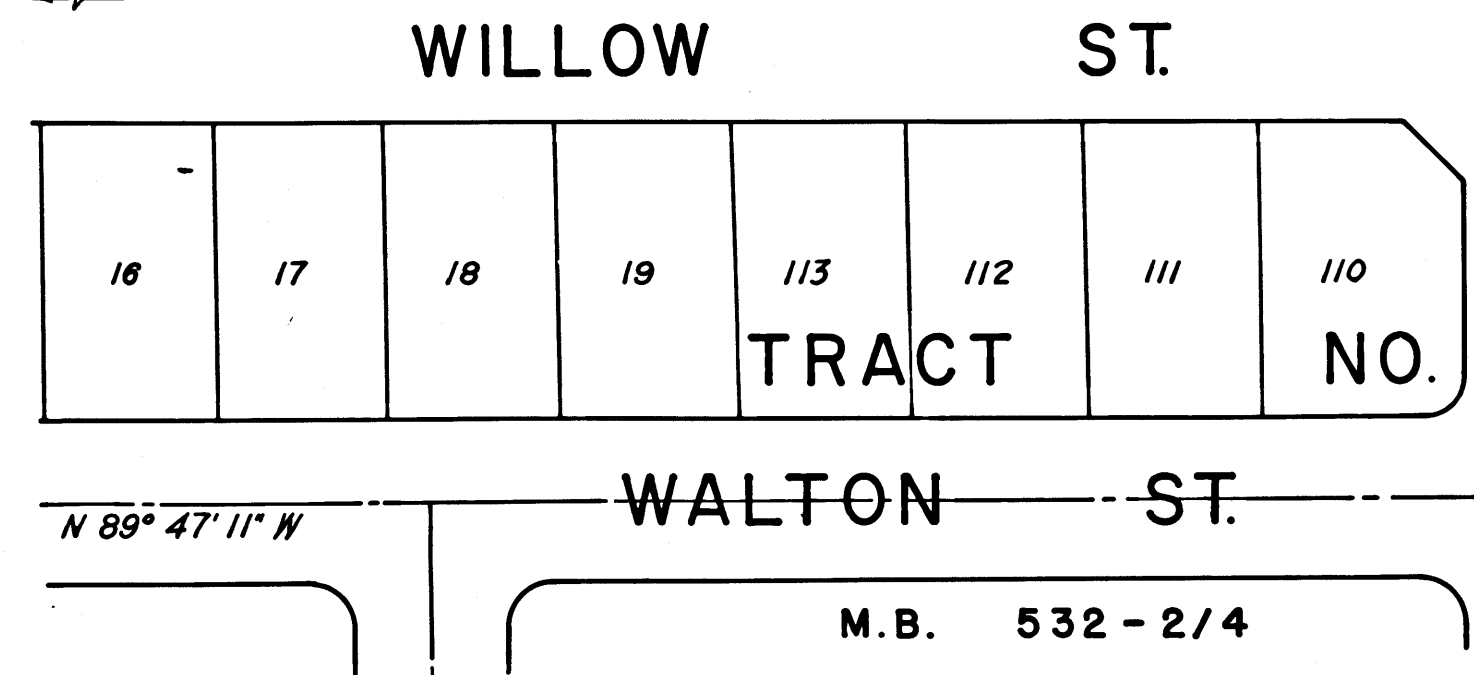 WILLOW ST.
16 17 18 19 113 112 111 110
TRACT NO.
WALTON ST.
N 89° 47' 11" W
M.B. 532-2/4